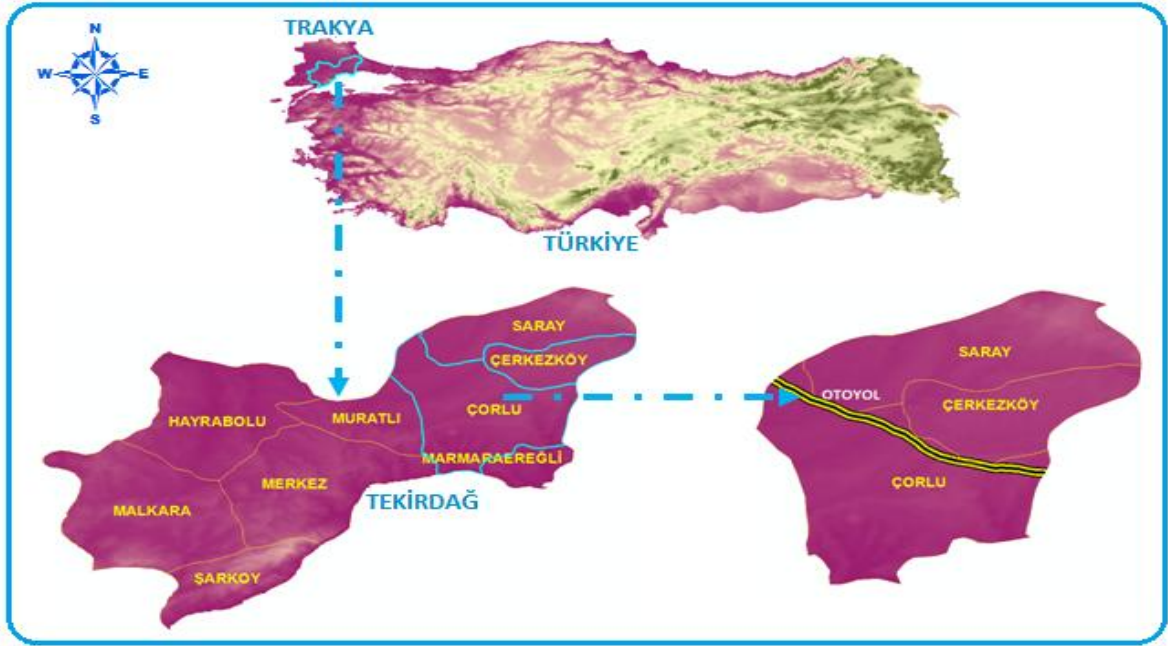 TRAKYA
N
W
E
S
TÜRKİYE
SARAY
ÇERKEZKÖY
HAYRABOLU
MURATLI
ÇORLU
MARMARAEREĞLİ
MERKEZ
TEKİRDAĞ
MALKARA
ŞARKOY
SARAY
OTOYOL
ÇERKEZKÖY
ÇORLU